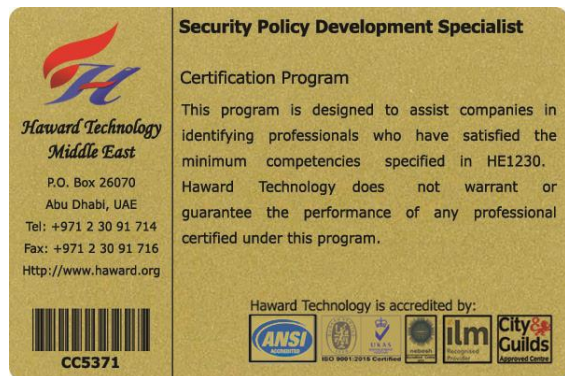 Security Policy Development Specialist
Certification Program
This program is designed to assist companies in
identifying professionals who have satisfied the
minimum competencies specified in HE1230.
Haward Technology does not warrant or
guarantee the performance of any professional
certified under this program.
Haward Technology
Middle East
P.O. Box 26070
Abu Dhabi, UAE
Tel: +971 2 30 91 714
Fax: +971 2 30 91 716
Http://www.haward.org
CC5371
Haward Technology is accredited by:
ANSI
ACCREDITED
UKAS
ISO 9001:2015 Certified
nebosh
ilm
Recognised
Provider
City&
Guilds
Approved Centre